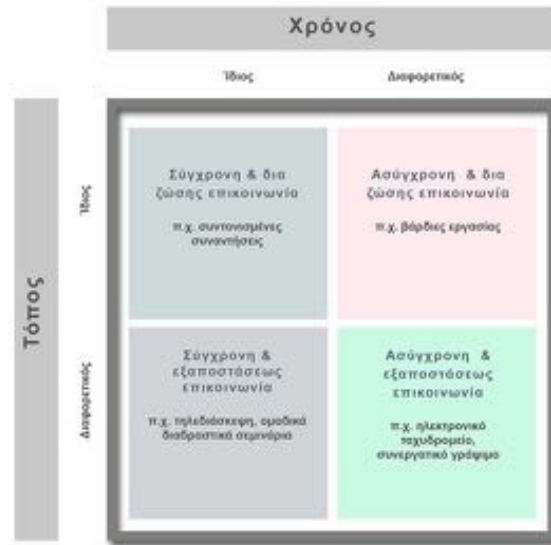 Χρόνος
Ίδιος
Διαφορετικός
Τόπος
Ίδιος
Σύγχρονη & δια
ζώσης επικοινωνία
π.χ. συντονισμένες
συναντήσεις
Ασύγχρονη & δια
ζώσης επικοινωνία
π.χ. βάρδιες εργασίας
Διαφορετικός
Σύγχρονη &
εξαποστάσεως
επικοινωνία
π.χ. τηλεδιάσκεψη, ομαδικά
διαδραστικά σεμινάρια
Ασύγχρονη &
εξαποστάσεως
επικοινωνία
π.χ. ηλεκτρονικό
ταχυδρομείο,
συνεργατικό γράψιμο